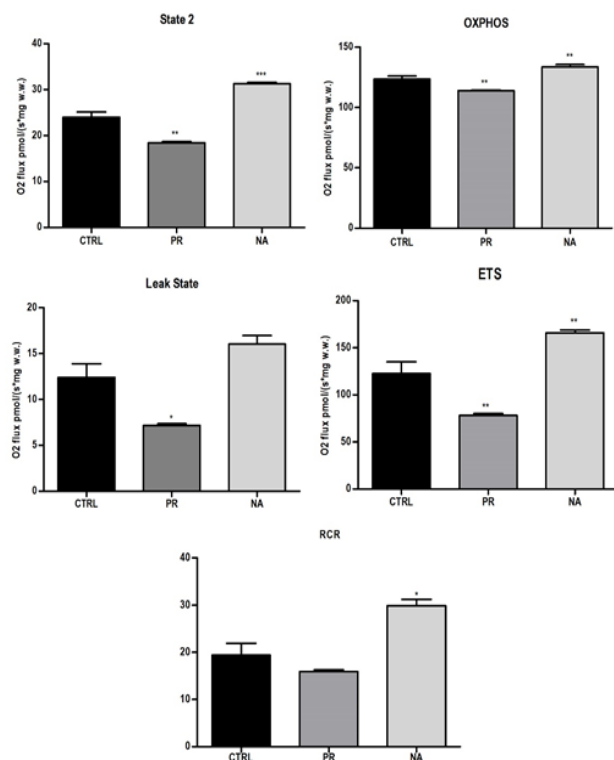 State 2
O2 flux pmol/(s*mg w.w.)
40
30
20
10
0
**
***
CTRL PR NA
OXPHOS
O2 flux pmol/(s*mg w.w.)
150
100
50
0
**
**
CTRL PR NA
Leak State
O2 flux pmol/(s*mg w.w.)
20
15
10
5
0
*
CTRL PR NA
ETS
O2 flux pmol/(s*mg w.w.)
200
150
100
50
0
**
**
CTRL PR NA
RCR
40
30
20
10
0
*
CTRL PR NA